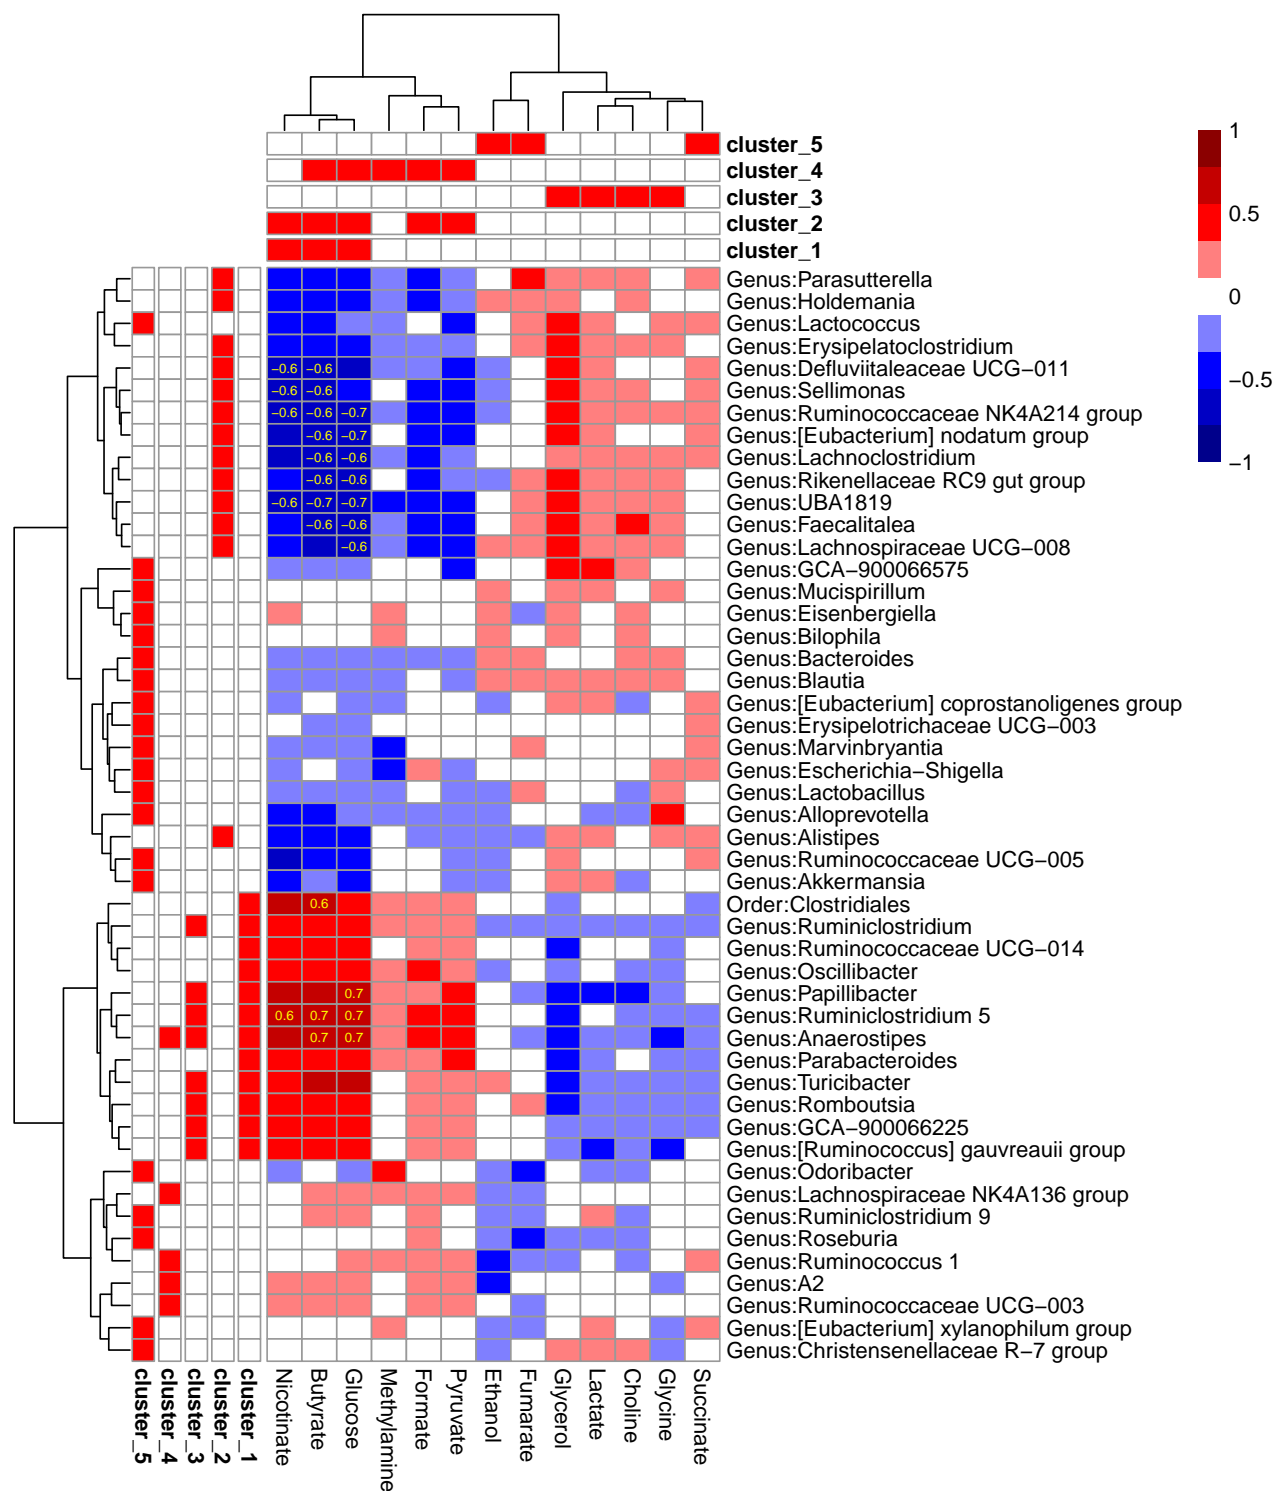 cluster_5
cluster_4
cluster_3
cluster_2
cluster_1
1
0.5
0
−0.5
−1
Genus:Parasutterella
Genus:Holdemania
Genus:Lactococcus
Genus:Erysipelatoclostridium
−0.6 −0.6 Genus:Defluviitaleaceae UCG−011
−0.6 −0.6 Genus:Sellimonas
−0.6 −0.6 −0.7 Genus:Ruminococcaceae NK4A214 group
−0.6 −0.7 Genus:[Eubacterium] nodatum group
−0.6 −0.6 Genus:Lachnoclostridium
−0.6 −0.6 Genus:Rikenellaceae RC9 gut group
−0.6 −0.7 −0.7 Genus:UBA1819
−0.6 −0.6 Genus:Faecalitalea
−0.6 Genus:Lachnospiraceae UCG−008
Genus:GCA−900066575
Genus:Mucispirillum
Genus:Eisenbergiella
Genus:Bilophila
Genus:Bacteroides
Genus:Blautia
Genus:[Eubacterium] coprostanoligenes group
Genus:Erysipelotrichaceae UCG−003
Genus:Marvinbryantia
Genus:Escherichia−Shigella
Genus:Lactobacillus
Genus:Alloprevotella
Genus:Alistipes
Genus:Ruminococcaceae UCG−005
Genus:Akkermansia
0.6 Order:Clostridiales
Genus:Ruminiclostridium
Genus:Ruminococcaceae UCG−014
Genus:Oscillibacter
0.7 Genus:Papillibacter
0.6 0.7 0.7 Genus:Ruminiclostridium 5
0.7 0.7 Genus:Anaerostipes
Genus:Parabacteroides
Genus:Turicibacter
Genus:Romboutsia
Genus:GCA−900066225
Genus:[Ruminococcus] gauvreauii group
Genus:Odoribacter
Genus:Lachnospiraceae NK4A136 group
Genus:Ruminiclostridium 9
Genus:Roseburia
Genus:Ruminococcus 1
Genus:A2
Genus:Ruminococcaceae UCG−003
Genus:[Eubacterium] xylanophilum group
Genus:Christensenellaceae R−7 group
cluster_5
cluster_4
cluster_3
cluster_2
cluster_1
Nicotinate
Butyrate
Glucose
Methylamine
Formate
Pyruvate
Ethanol
Fumarate
Glycerol
Lactate
Choline
Glycine
Succinate